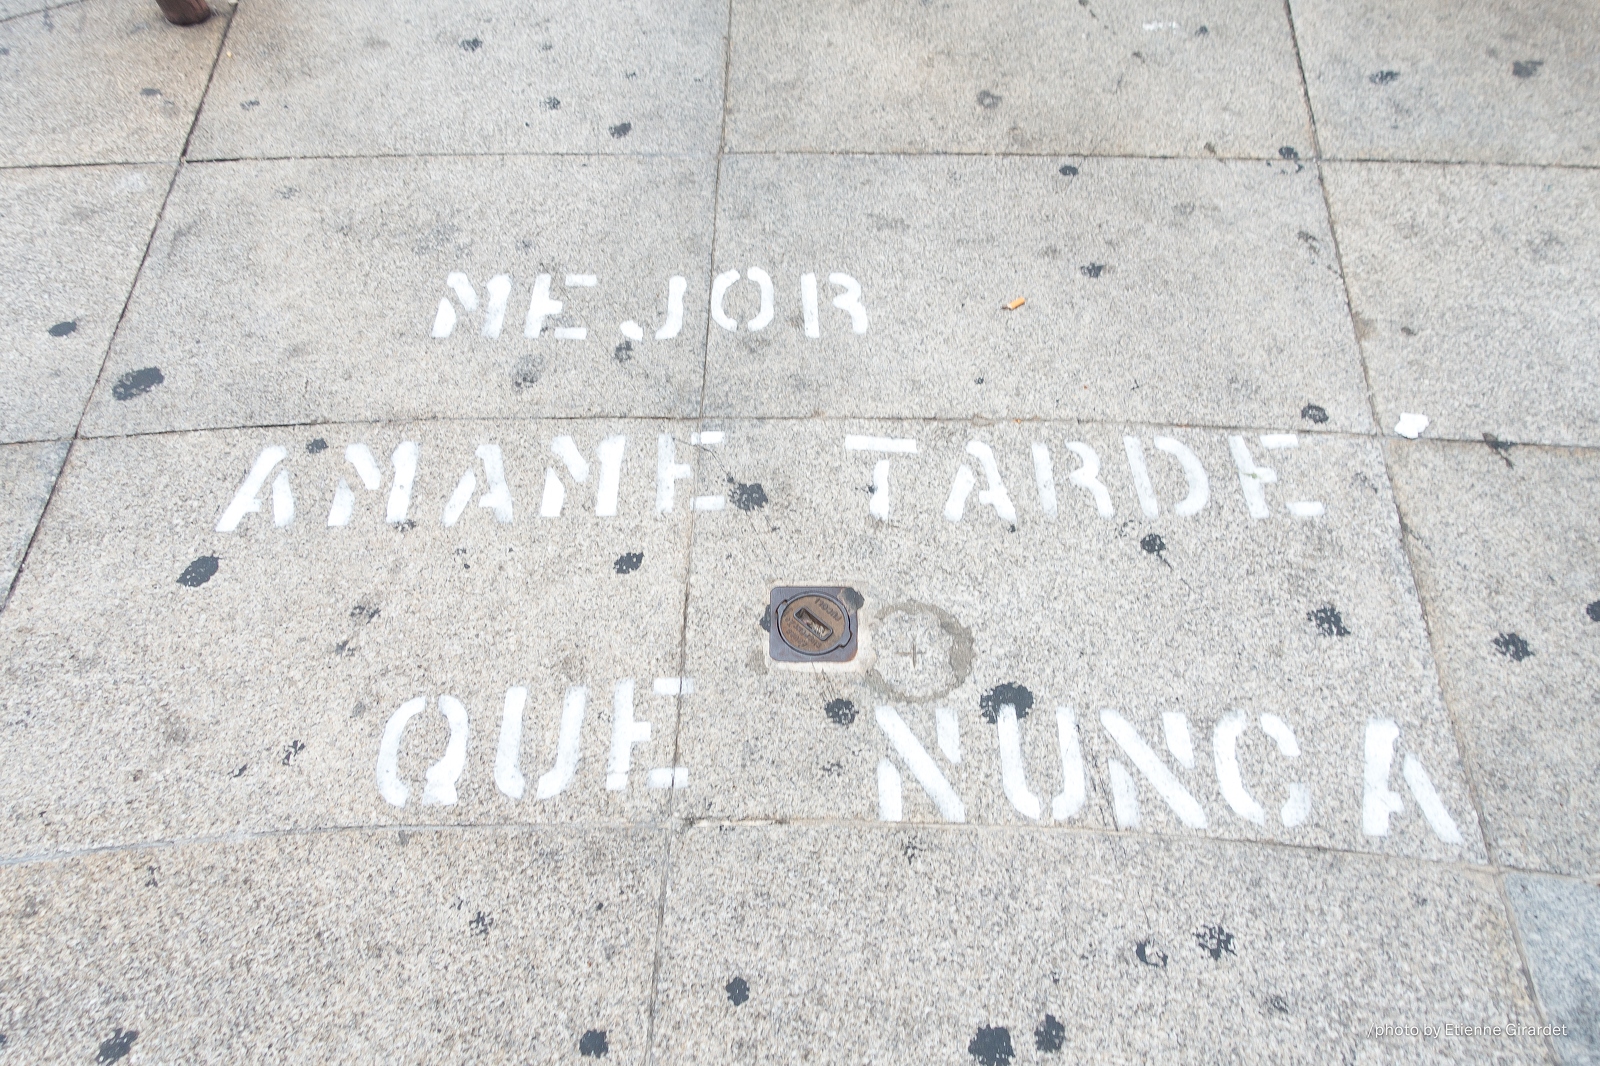 MEJOR
AMAME TARDE
QUE NUNCA
/photo by Etienne Girardet